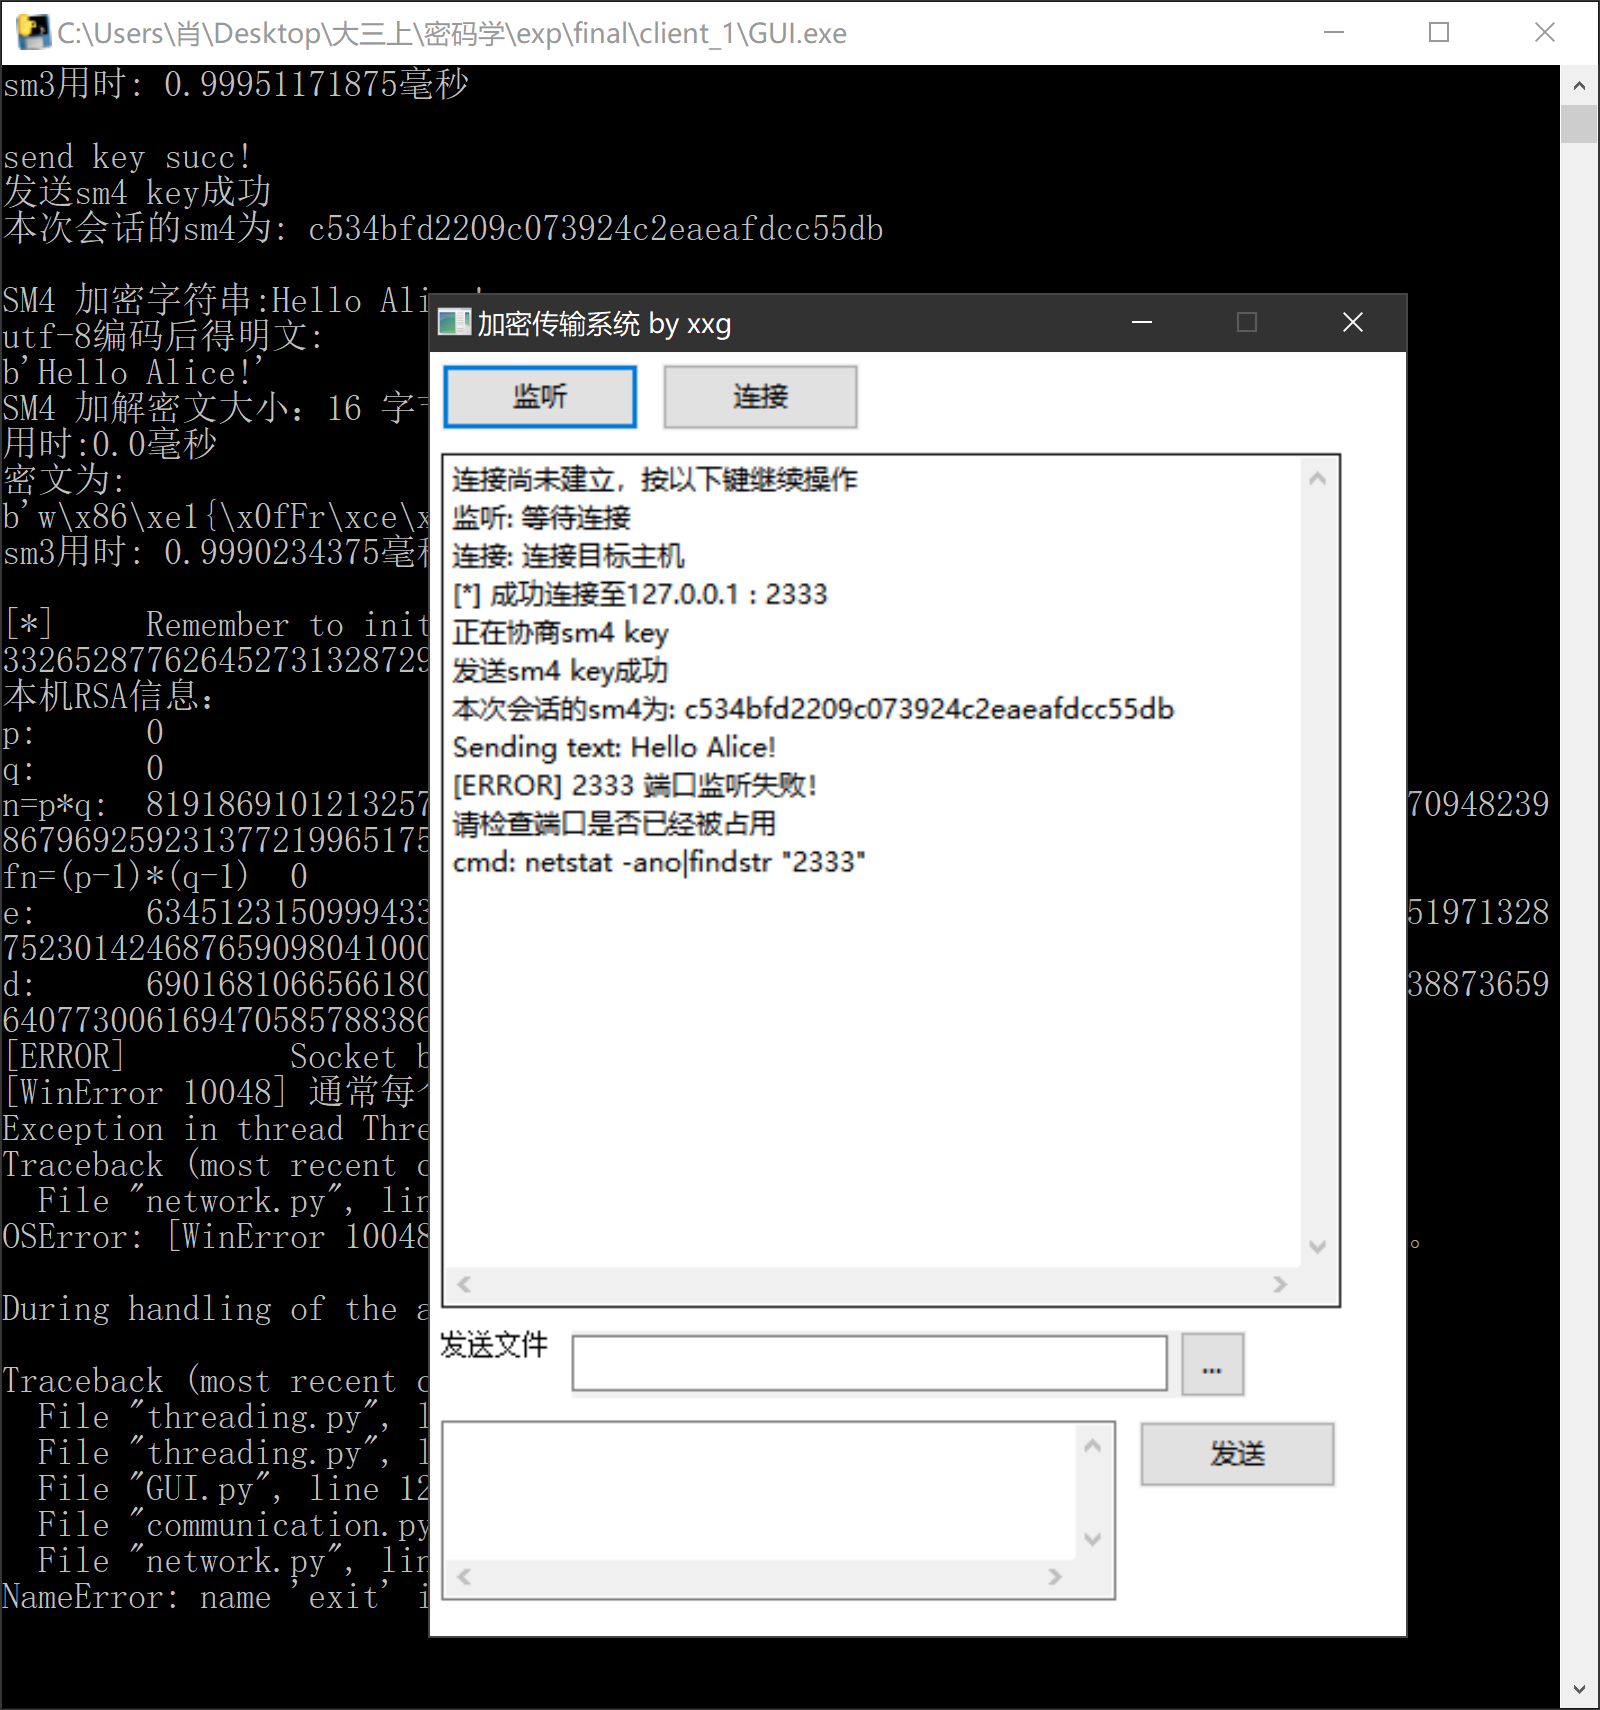 C:\Users\肖\Desktop\大三上\密码学\exp\final\client_1\GUI.exe
sm3用时: 0.99951171875毫秒
send key succ!
发送sm4 key成功
本次会话的sm4为: c534bfd2209c073924c2eaeafdcc55db
SM4 加密字符串:Hello
utf-8编码后得明文:
b'Hello Alice!'
SM4 加解密文大小: 16
用时:0.0毫秒
密文为:
b'w\x86\xe1{\x0fFr\xce\x
sm3用时: 0.9990234375毫
[*] Remember to init
332652877626452731328729
本机RSA信息:
p: 0
q: 0
n=p*q: 8191869101213257 70948239
867969259231377219965175
fn=(p-1)*(q-1) 0
e: 6345123150999433 51971328
752301424687659098041000
d: 6901681066566180 38873659
640773006169470585788386
[ERROR] Socket
[WinError 10048] 通常每
Exception in thread
Traceback (most recent
File "network.py",
OSError: [WinError 10048 。
During handling of the
Traceback (most recent
File "threading.py",
File "threading.py",
File "GUI.py", line 12
File "communication.py
File "network.py",
NameError: name 'exit'
加密传输系统 by xxg
监听 连接
连接尚未建立，按以下键继续操作
监听: 等待连接
连接: 连接目标主机
[*] 成功连接至127.0.0.1 : 2333
正在协商sm4 key
发送sm4 key成功
本次会话的sm4为: c534bfd2209c073924c2eaeafdcc55db
Sending text: Hello Alice!
[ERROR] 2333 端口监听失败!
请检查端口是否已经被占用
cmd: netstat -ano|findstr "2333"
发送文件 ...
发送